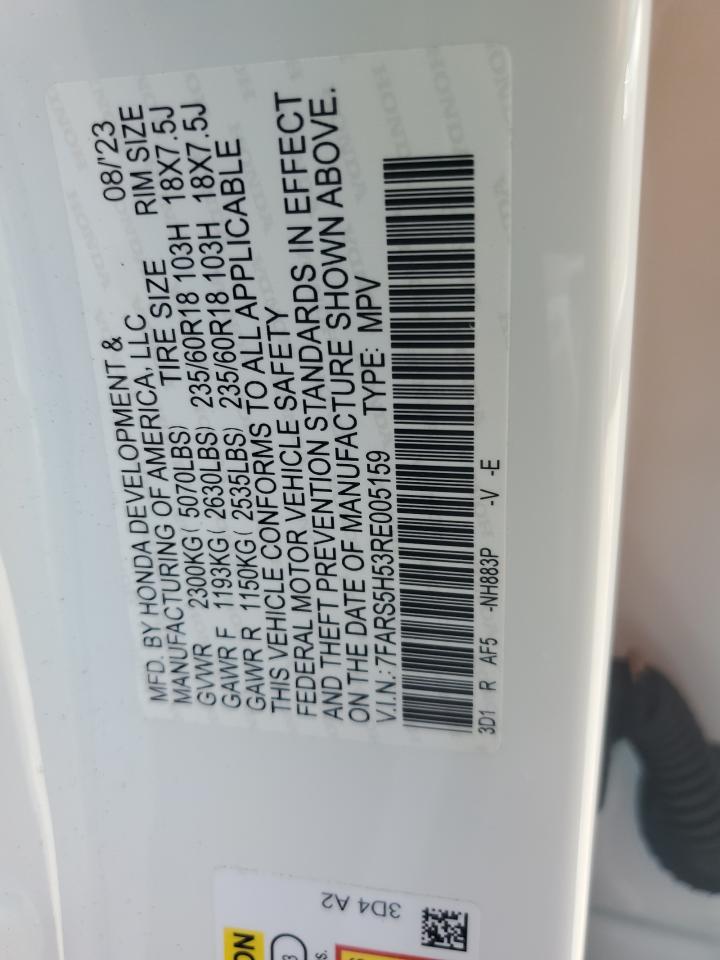 MFD. BY HONDA DEVELOPMENT & 08/'23
MANUFACTURING OF AMERICA, LLC TIRE SIZE RIM SIZE
GVWR 2300KG( 5070LBS)
GAWR F 1193KG( 2630LBS) 235/60R18 103H 18X7.5J
GAWR R 1150KG( 2535LBS) 235/60R18 103H 18X7.5J
THIS VEHICLE CONFORMS TO ALL APPLICABLE
FEDERAL MOTOR VEHICLE SAFETY
AND THEFT PREVENTION STANDARDS IN EFFECT
ON THE DATE OF MANUFACTURE SHOWN ABOVE.
V.I.N.: 7FARS5H53RE005159 TYPE: MPV
3D1 R AF5 -NH883P -V -E
3D4 A2
ON
3
s.